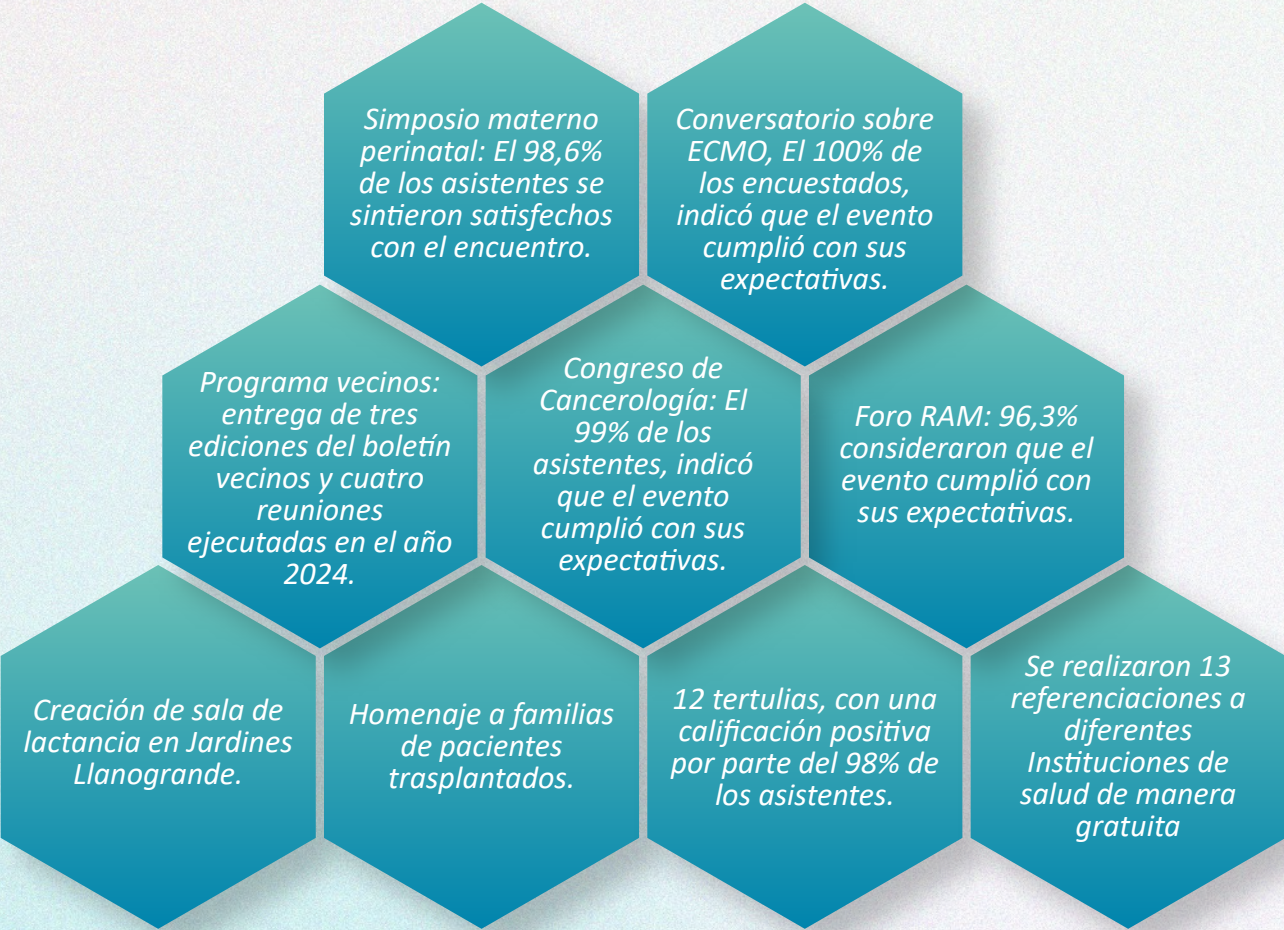 Simposio materno
perinatal: El 98,6%
de los asistentes se
sintieron satisfechos
con el encuentro.
Conversatorio sobre
ECMO, El 100% de
los encuestados,
indicó que el evento
cumplió con sus
expectativas.
Programa vecinos:
entrega de tres
ediciones del boletín
vecinos y cuatro
reuniones
ejecutadas en el año
2024.
Congreso de
Cancerología: El
99% de los
asistentes, indicó
que el evento
cumplió con sus
expectativas.
Foro RAM: 96,3%
consideraron que el
evento cumplió con
sus expectativas.
Creación de sala de
lactancia en Jardines
Llanogrande.
Homenaje a familias
de pacientes
trasplantados.
12 tertulias, con una
calificación positiva
por parte del 98% de
los asistentes.
Se realizaron 13
referenciaciones a
diferentes
Instituciones de
salud de manera
gratuita